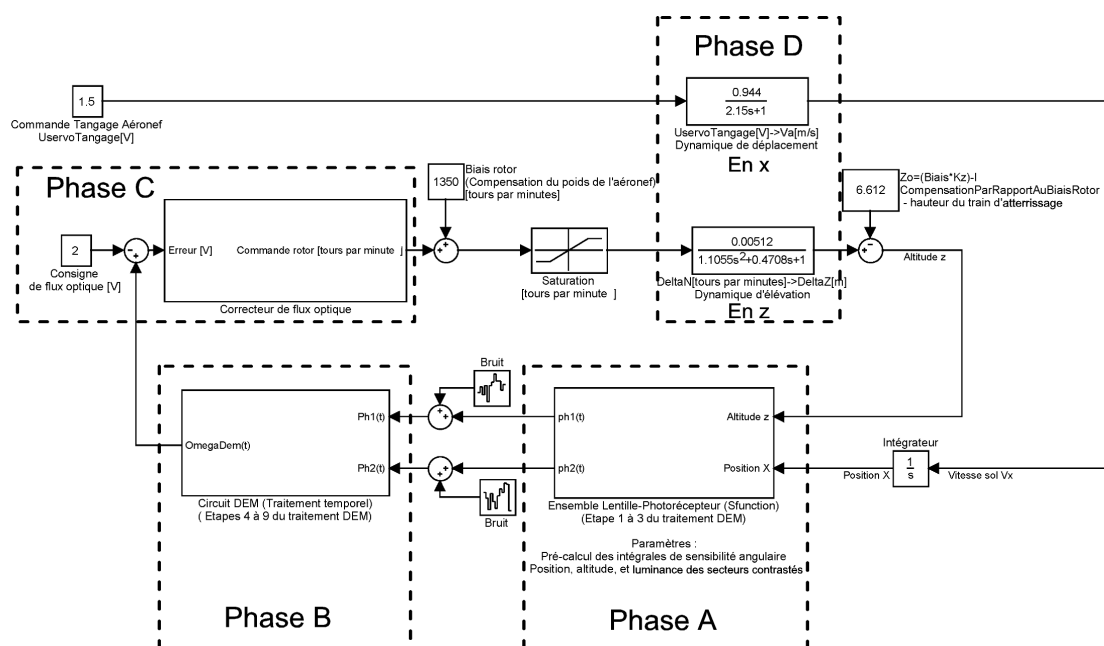 Phase D
1.5
0.944
2.15s+1
Commande Tangage Aéronef
UservoTangage[V]
UservoTangage[V]->Va[m/s]
Dynamique de déplacement
En x
Phase C
1350
Biais rotor
(Compensation du poids de l'aéronef)
[tours par minutes]
6.612
Zo=(Biais*Kz)-l
CompensationParRapportAuBiaisRotor
- hauteur du train d'atterrissage
2
Consigne
de flux optique [V]
Erreur [V]
Commande rotor [tours par minute ]
Correcteur de flux optique
Saturation
[tours par minute ]
0.00512
1.1055s2+0.4708s+1
DeltaN[tours par minutes]->DeltaZ[m]
Dynamique d'élévation
En z
Altitude z
Bruit
Ph1(t)
OmegaDem(t)
Ph2(t)
Circuit DEM (Traitement temporel)
( Etapes 4 à 9 du traitement DEM)
Bruit
ph1(t)
Altitude z
ph2(t)
Position X
Ensemble Lentille-Photorécepteur (Sfunction)
(Etape 1 à 3 du traitement DEM)
Paramètres :
Pré-calcul des intégrales de sensibilité angulaire
Position, altitude, et luminance des secteurs contrastés
Intégrateur
1
s
Position X
Vitesse sol Vx
Phase B
Phase A